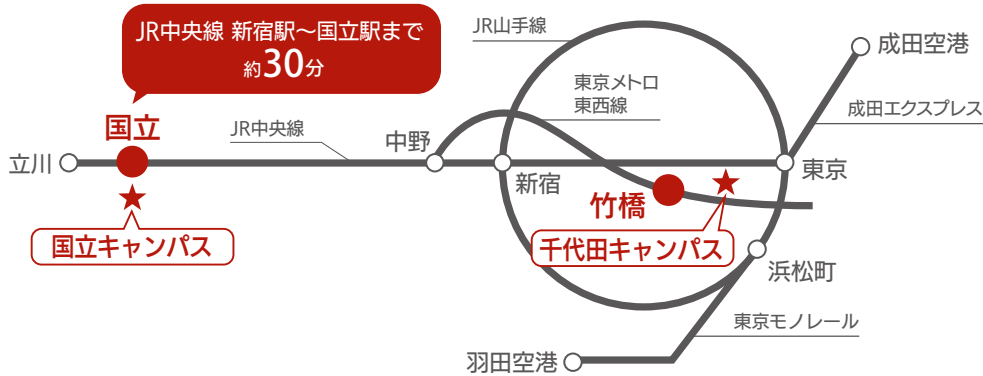 JR中央線 新宿駅～国立駅まで
約30分
JR山手線
成田空港
東京メトロ
東西線
成田エクスプレス
国立
JR中央線
中野
立川
新宿
東京
竹橋
国立キャンパス
千代田キャンパス
浜松町
東京モノレール
羽田空港